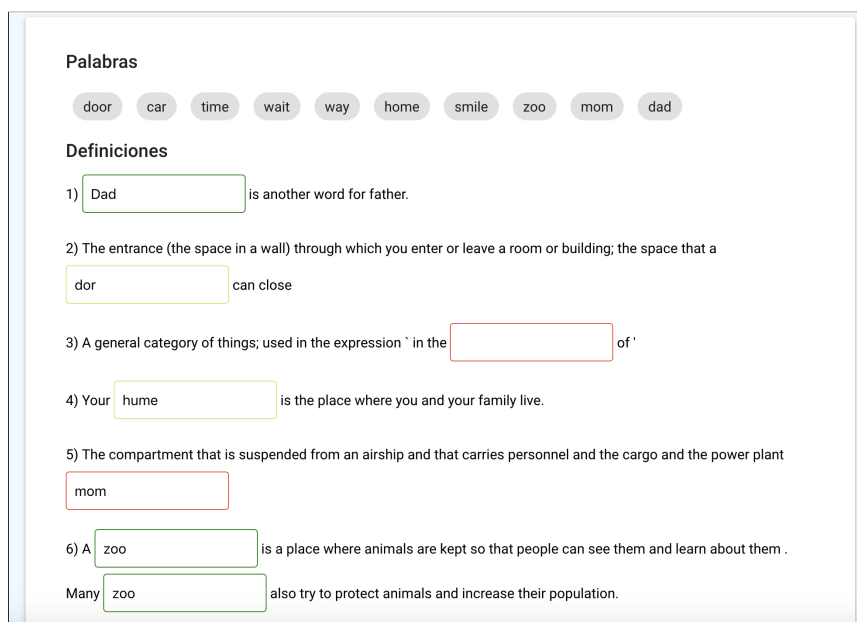 Palabras
door car time wait way home smile zoo mom dad
Definiciones
1) Dad is another word for father.
2) The entrance (the space in a wall) through which you enter or leave a room or building; the space that a
dor can close
3) A general category of things; used in the expression ` in the of '
4) Your hume is the place where you and your family live.
5) The compartment that is suspended from an airship and that carries personnel and the cargo and the power plant
mom
6) A zoo is a place where animals are kept so that people can see them and learn about them .
Many zoo also try to protect animals and increase their population.